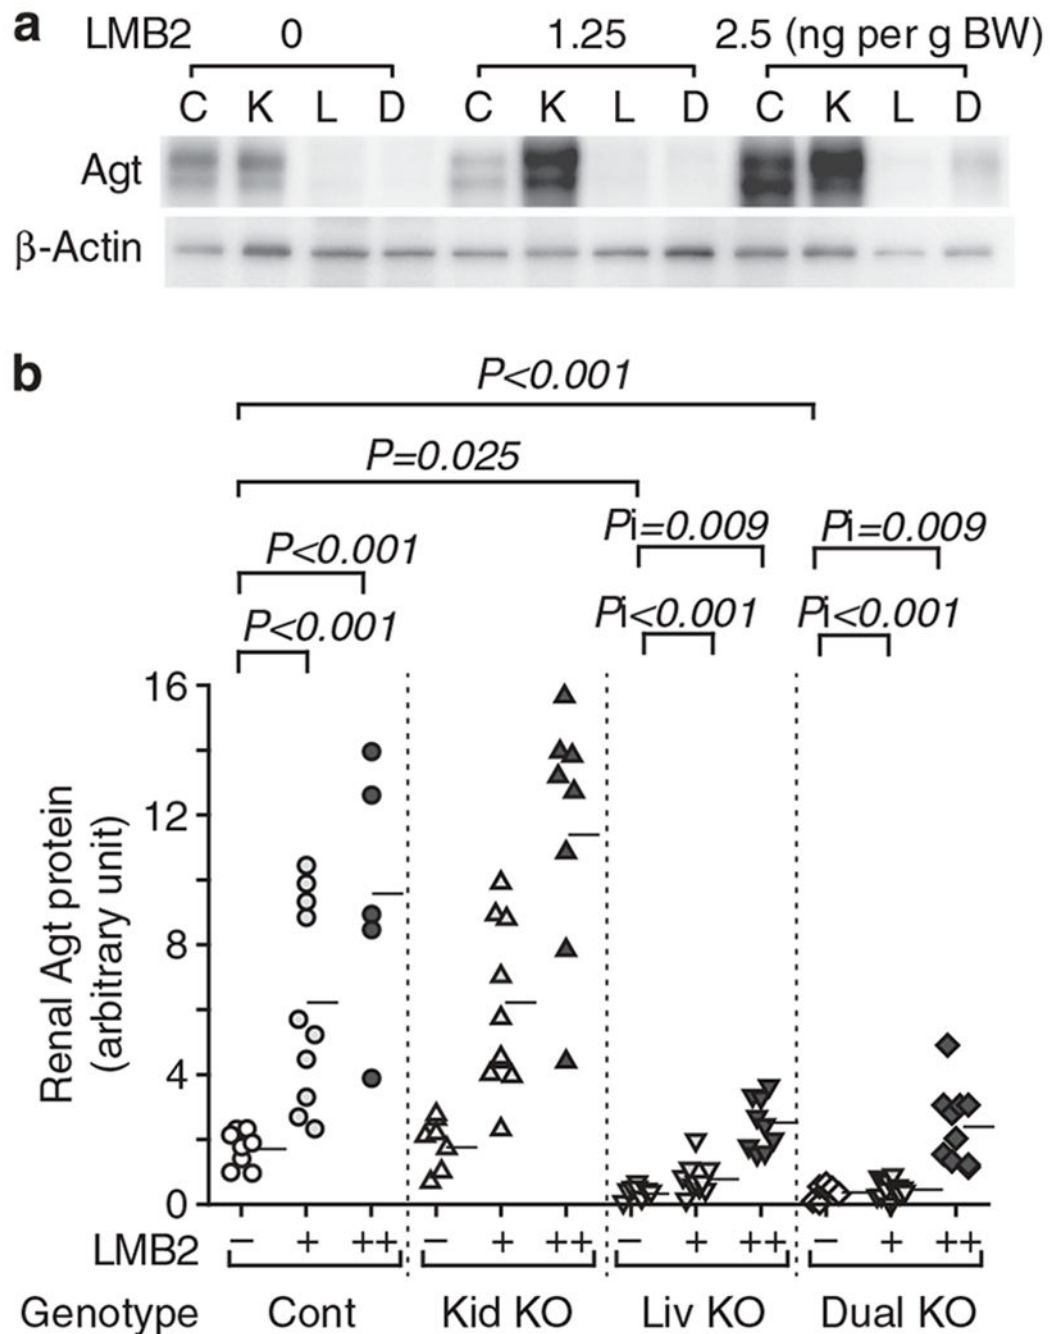 a
LMB2 0 1.25 2.5 (ng per g BW)
C K L D C K L D C K L D
Agt
β-Actin
b
P<0.001
P=0.025
Pi=0.009 Pi=0.009
P<0.001
Pi<0.001 Pi<0.001
P<0.001
16
12
8
4
0
Renal Agt protein
(arbitrary unit)
LMB2 − + ++ − + ++ − + ++ − + ++
Genotype Cont Kid KO Liv KO Dual KO